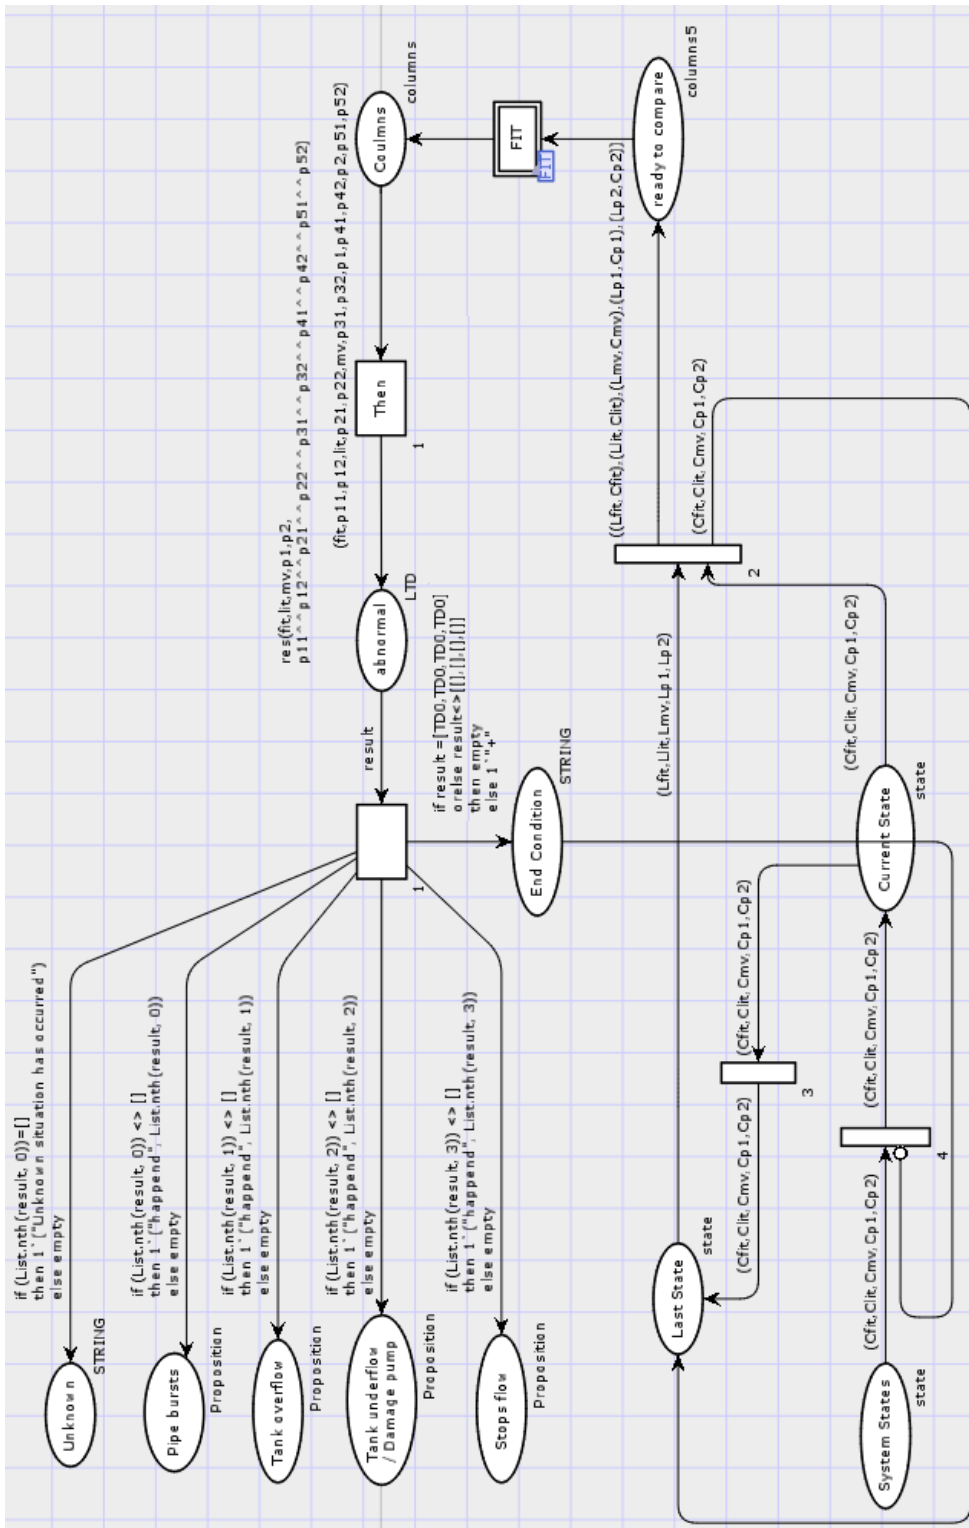 if (List.nth(result, 0))=[]
then 1`("Unknown situation has occurred")
else empty
Unknown
STRING
if (List.nth(result, 0)) <> []
then 1`("happend", List.nth(result, 0))
else empty
Pipe bursts
Proposition
if (List.nth(result, 1)) <> []
then 1`("happend", List.nth(result, 1))
else empty
Tank overflow
Proposition
if (List.nth(result, 2)) <> []
then 1`("happend", List.nth(result, 2))
else empty
Tank underflow
/ Damage pump
Proposition
if (List.nth(result, 3)) <> []
then 1`("happend", List.nth(result, 3))
else empty
Stops flow
Proposition
1
result
res(fit,lit,mv,p1,p2,
p11^^p12^^p21^^p22^^p31^^p32^^p41^^p42^^p51^^p52)
abnormal
LTD
Then
1
(fit,p11,p12,lit,p21,p22,mv,p31,p32,p1,p41,p42,p2,p51,p52)
Coulmns
columns
if result =[TD0,TD0,TD0,TD0]
orelse result<>[[],[],[],[]]
then empty
else 1`"+"
End Condition
STRING
FIT
FIT
ready to compare
columns5
((Lfit,Cfit),(Llit,Clit),(Lmv,Cmv),(Lp1,Cp1),(Lp2,Cp2))
2
(Cfit,Clit,Cmv,Cp1,Cp2)
(Lfit,Llit,Lmv,Lp1,Lp2)
(Cfit,Clit,Cmv,Cp1,Cp2)
Last State
state
(Cfit,Clit,Cmv,Cp1,Cp2)
3
(Cfit,Clit,Cmv,Cp1,Cp2)
System States
state
(Cfit,Clit,Cmv,Cp1,Cp2)
4
(Cfit,Clit,Cmv,Cp1,Cp2)
Current State
state